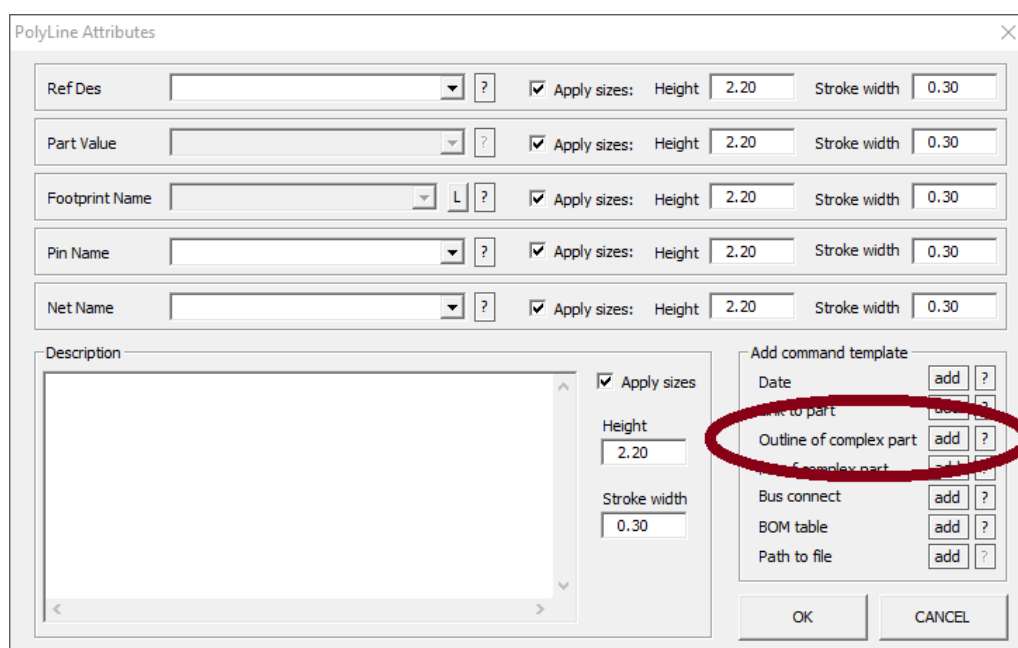 PolyLine Attributes
Ref Des ? Apply sizes: Height 2.20 Stroke width 0.30
Part Value ? Apply sizes: Height 2.20 Stroke width 0.30
Footprint Name L ? Apply sizes: Height 2.20 Stroke width 0.30
Pin Name ? Apply sizes: Height 2.20 Stroke width 0.30
Net Name ? Apply sizes: Height 2.20 Stroke width 0.30
Description
Apply sizes
Height
2.20
Stroke width
0.30
Add command template
Date add ?
Link to part add ?
Outline of complex part add ?
of complex part add ?
Bus connect add ?
BOM table add ?
Path to file add ?
OK CANCEL